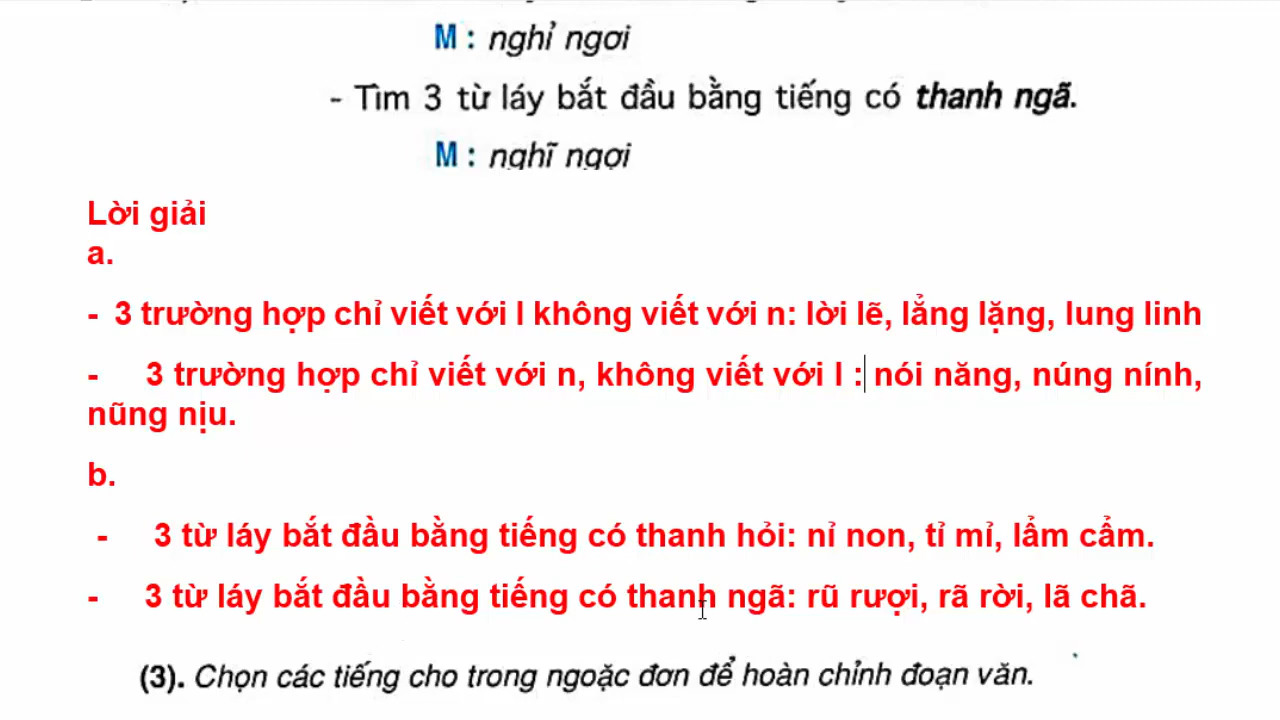 M : nghỉ ngơi
- Tìm 3 từ láy bắt đầu bằng tiếng có thanh ngã.
M : nghĩ ngợi
Lời giải
a.
- 3 trường hợp chỉ viết với l không viết với n: lời lẽ, lẳng lặng, lung linh
- 3 trường hợp chỉ viết với n, không viết với l : nói năng, núng nính,
nũng nịu.
b.
- 3 từ láy bắt đầu bằng tiếng có thanh hỏi: nỉ non, tỉ mỉ, lẩm cẩm.
- 3 từ láy bắt đầu bằng tiếng có thanh ngã: rũ rượi, rã rời, lã chã.
(3). Chọn các tiếng cho trong ngoặc đơn để hoàn chỉnh đoạn văn.